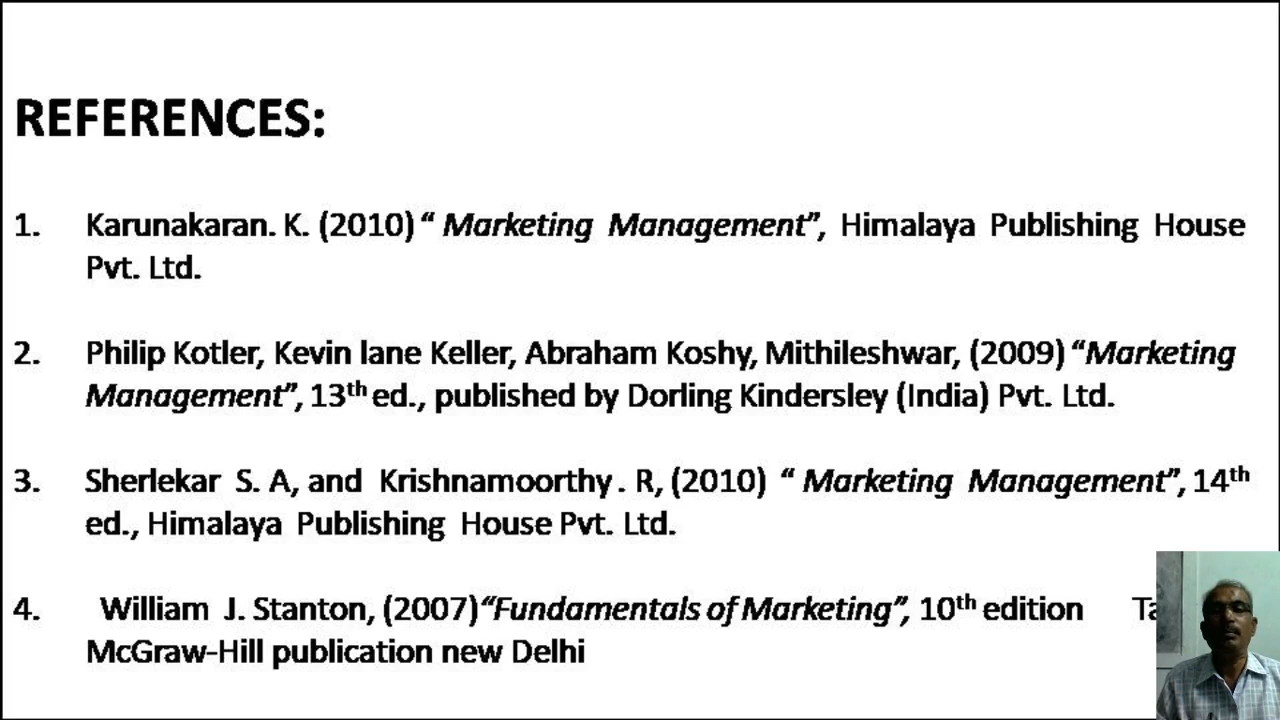 REFERENCES:
1. Karunakaran. K. (2010) “ Marketing Management”, Himalaya Publishing House
Pvt. Ltd.
2. Philip Kotler, Kevin lane Keller, Abraham Koshy, Mithileshwar, (2009) “Marketing
Management”, 13th ed., published by Dorling Kindersley (India) Pvt. Ltd.
3. Sherlekar S. A, and Krishnamoorthy . R, (2010) “ Marketing Management”, 14th
ed., Himalaya Publishing House Pvt. Ltd.
4. William J. Stanton, (2007)“Fundamentals of Marketing”, 10th edition
McGraw-Hill publication new Delhi